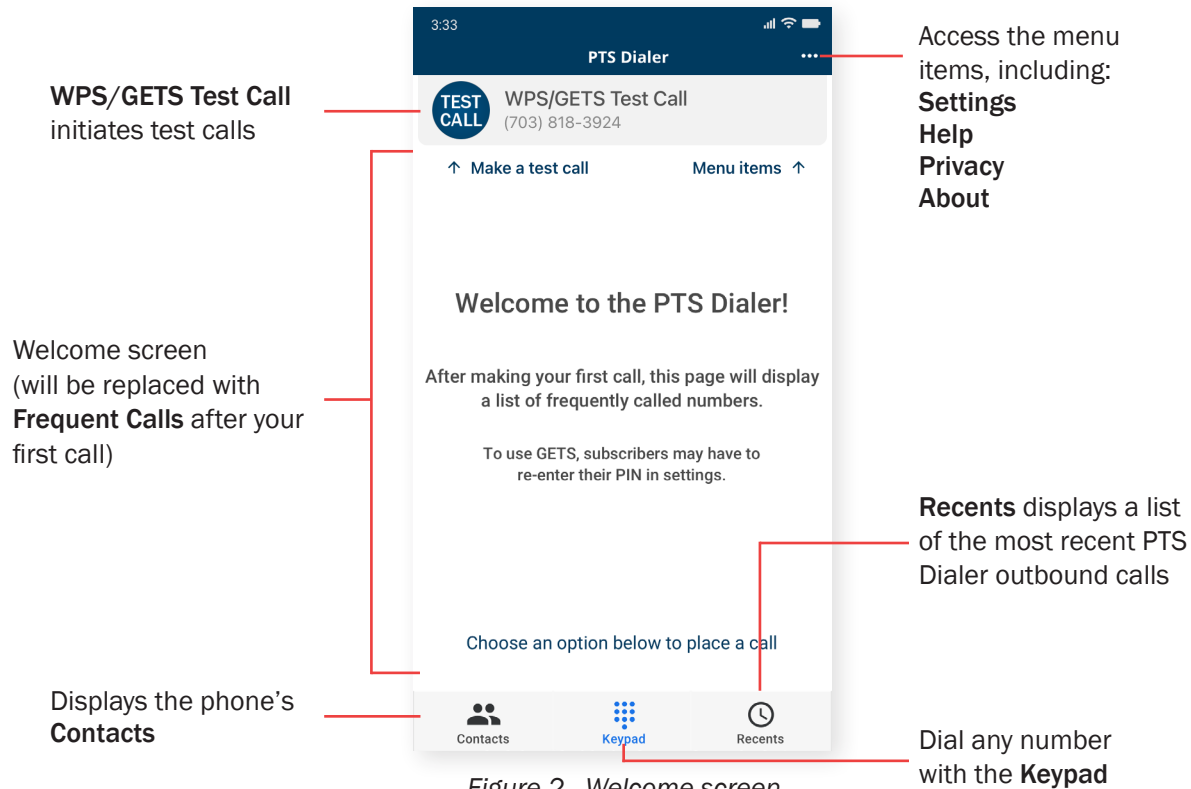 3:33
PTS Dialer
TEST
CALL
WPS/GETS Test Call
(703) 818-3924
↑ Make a test call
Menu items ↑
Welcome to the PTS Dialer!
After making your first call, this page will display
a list of frequently called numbers.
To use GETS, subscribers may have to
re-enter their PIN in settings.
Choose an option below to place a call
Contacts
Keypad
Recents
WPS/GETS Test Call
initiates test calls
Welcome screen
(will be replaced with
Frequent Calls after your
first call)
Displays the phone's
Contacts
Access the menu
items, including:
Settings
Help
Privacy
About
Recents displays a list
of the most recent PTS
Dialer outbound calls
Dial any number
with the Keypad
Figure 2. Welcome screen